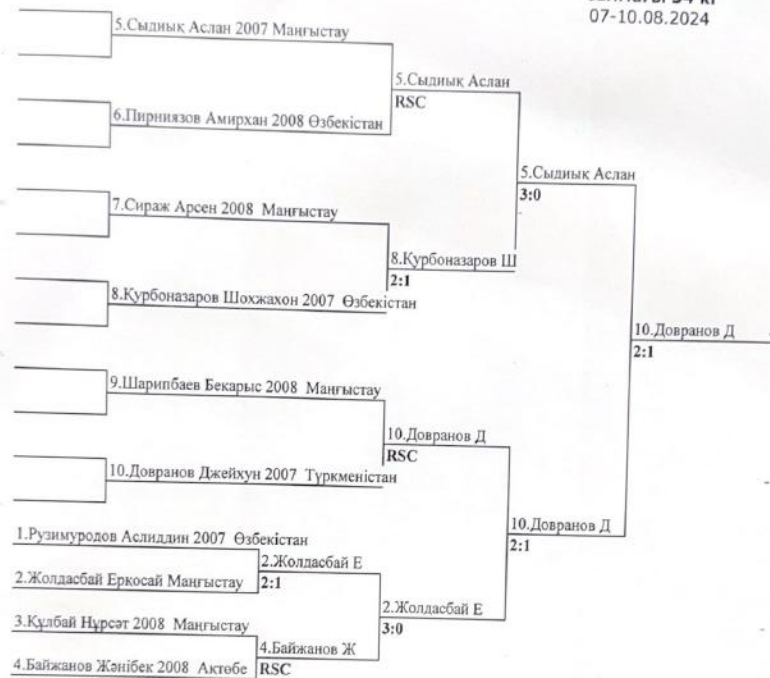 54 кг
07-10.08.2024
5.Сыдиық Аслан 2007 Маңғыстау
5.Сыдиық Аслан
RSC
6.Пирниязов Амирхан 2008 Өзбекістан
5.Сыдиық Аслан
3:0
7.Сираж Арсен 2008 Маңғыстау
8.Қурбоназаров Ш
2:1
8.Қурбоназаров Шохжахон 2007 Өзбекістан
10.Довранов Д
2:1
9.Шарипбаев Бекарыс 2008 Маңғыстау
10.Довранов Д
RSC
10.Довранов Джейхун 2007 Түркменістан
10.Довранов Д
2:1
1.Рузимуродов Аслиддин 2007 Өзбекістан
2.Жолдасбай Е
2:1
2.Жолдасбай Еркосай Маңғыстау
2.Жолдасбай Е
3:0
3.Құлбай Нұрсәт 2008 Маңғыстау
4.Байжанов Ж
RSC
4.Байжанов Жәнібек 2008 Ақтөбе